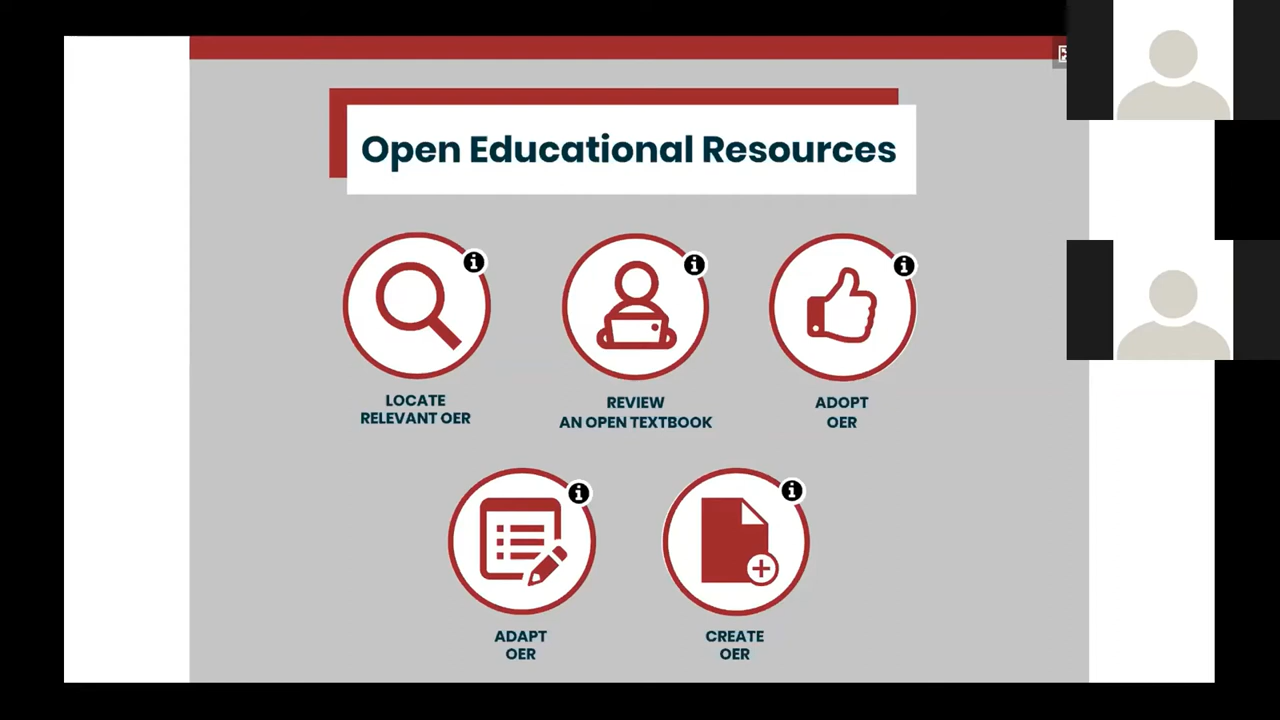 Open Educational Resources
LOCATE
RELEVANT OER
REVIEW
AN OPEN TEXTBOOK
ADOPT
OER
ADAPT
OER
CREATE
OER